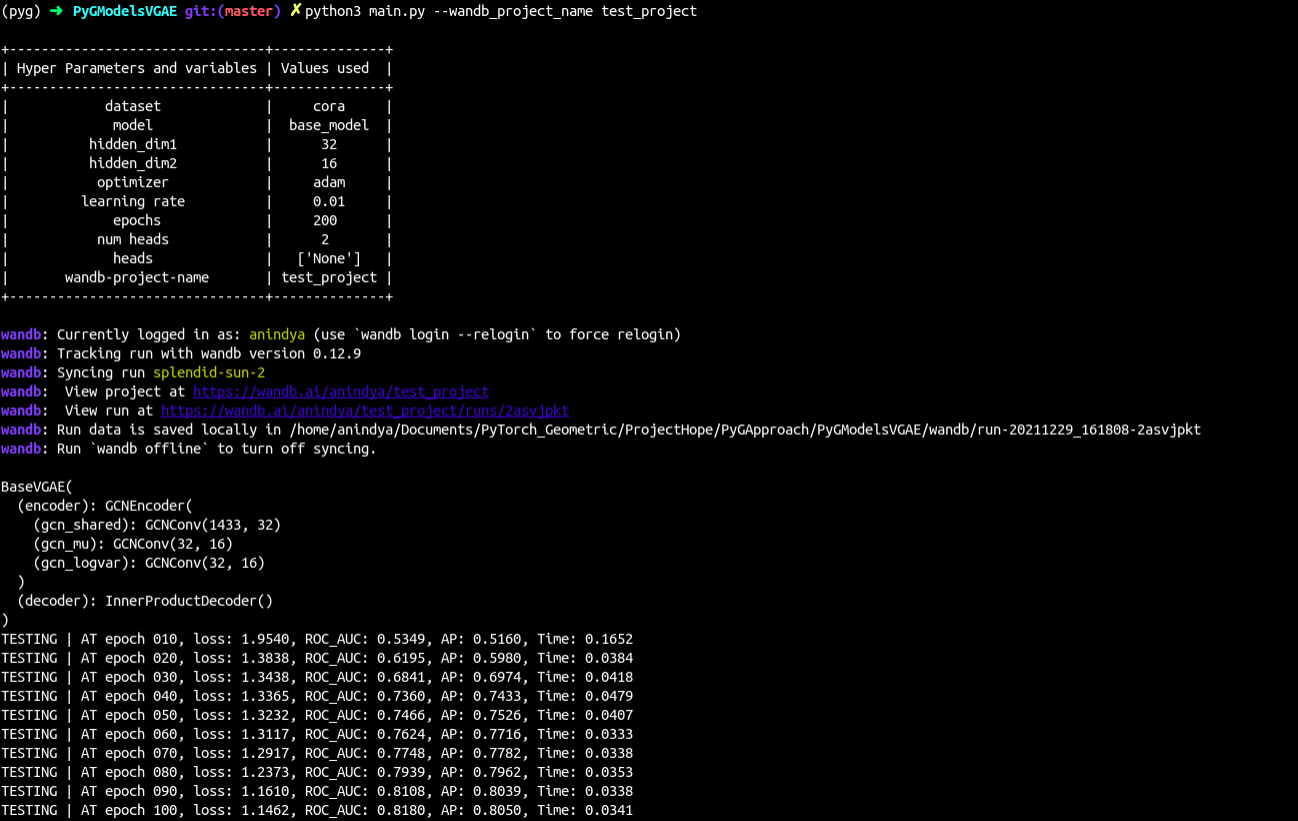 (pyg) ➜ PyGModelsVGAE git:(master) ✗ python3 main.py --wandb_project_name test_project
+--------------------------------+--------------+
| Hyper Parameters and variables | Values used  |
+--------------------------------+--------------+
|            dataset             |     cora     |
|             model              |  base_model  |
|          hidden_dim1           |      32      |
|          hidden_dim2           |      16      |
|           optimizer            |     adam     |
|         learning rate          |     0.01     |
|             epochs             |     200      |
|           num heads            |      2       |
|             heads              |   ['None']   |
|       wandb-project-name       | test_project |
+--------------------------------+--------------+
wandb: Currently logged in as: anindya (use `wandb login --relogin` to force relogin)
wandb: Tracking run with wandb version 0.12.9
wandb: Syncing run splendid-sun-2
wandb:  View project at https://wandb.ai/anindya/test_project
wandb:  View run at https://wandb.ai/anindya/test_project/runs/2asvjpkt
wandb: Run data is saved locally in /home/anindya/Documents/PyTorch_Geometric/ProjectHope/PyGApproach/PyGModelsVGAE/wandb/run-20211229_161808-2asvjpkt
wandb: Run `wandb offline` to turn off syncing.
BaseVGAE(
  (encoder): GCNEncoder(
    (gcn_shared): GCNConv(1433, 32)
    (gcn_mu): GCNConv(32, 16)
    (gcn_logvar): GCNConv(32, 16)
  )
  (decoder): InnerProductDecoder()
)
TESTING | AT epoch 010, loss: 1.9540, ROC_AUC: 0.5349, AP: 0.5160, Time: 0.1652
TESTING | AT epoch 020, loss: 1.3838, ROC_AUC: 0.6195, AP: 0.5980, Time: 0.0384
TESTING | AT epoch 030, loss: 1.3438, ROC_AUC: 0.6841, AP: 0.6974, Time: 0.0418
TESTING | AT epoch 040, loss: 1.3365, ROC_AUC: 0.7360, AP: 0.7433, Time: 0.0479
TESTING | AT epoch 050, loss: 1.3232, ROC_AUC: 0.7466, AP: 0.7526, Time: 0.0407
TESTING | AT epoch 060, loss: 1.3117, ROC_AUC: 0.7624, AP: 0.7716, Time: 0.0333
TESTING | AT epoch 070, loss: 1.2917, ROC_AUC: 0.7748, AP: 0.7782, Time: 0.0338
TESTING | AT epoch 080, loss: 1.2373, ROC_AUC: 0.7939, AP: 0.7962, Time: 0.0353
TESTING | AT epoch 090, loss: 1.1610, ROC_AUC: 0.8108, AP: 0.8039, Time: 0.0338
TESTING | AT epoch 100, loss: 1.1462, ROC_AUC: 0.8180, AP: 0.8050, Time: 0.0341